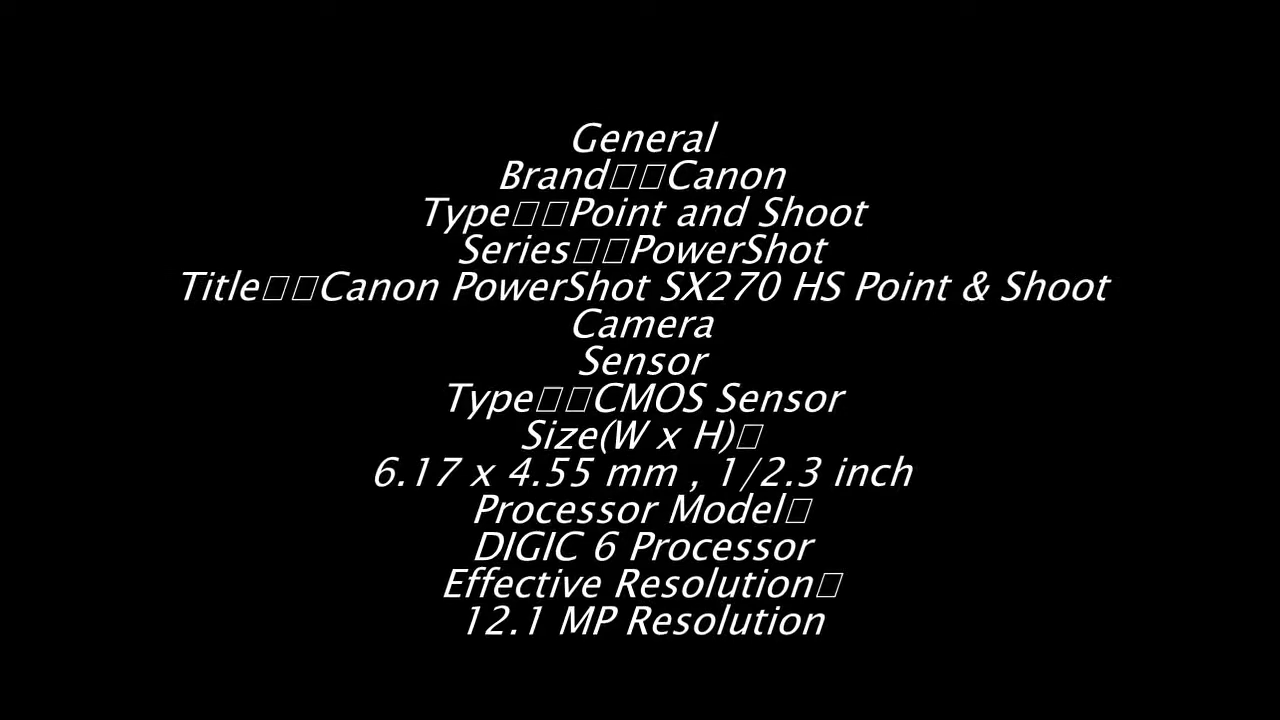 General
Brand□□Canon
Type□□Point and Shoot
Series□□PowerShot
Title□□Canon PowerShot SX270 HS Point & Shoot
Camera
Sensor
Type□□CMOS Sensor
Size(W x H)□
6.17 x 4.55 mm , 1/2.3 inch
Processor Model□
DIGIC 6 Processor
Effective Resolution□
12.1 MP Resolution